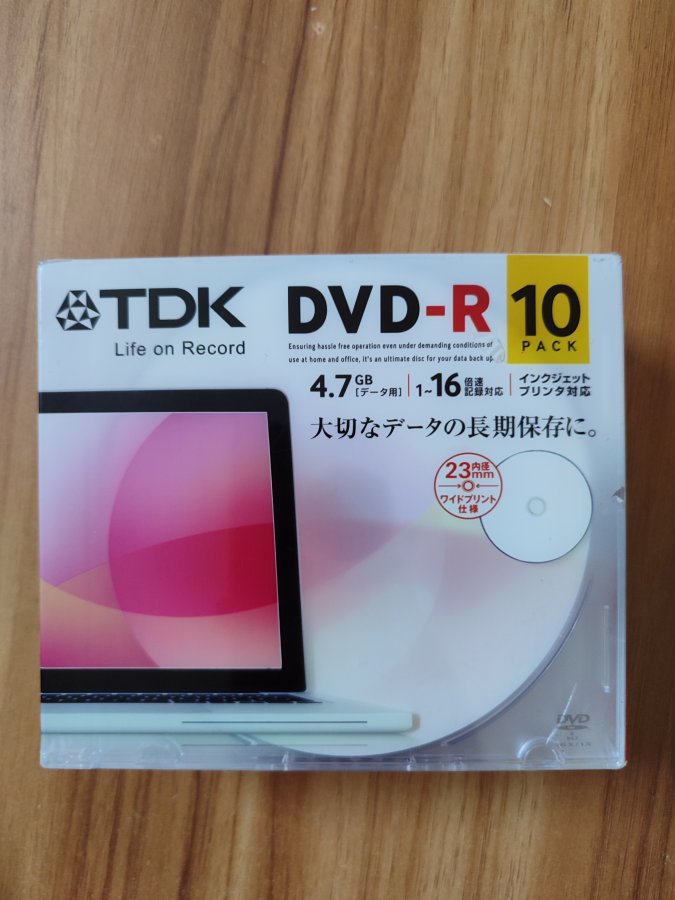 TDK
Life on Record
DVD-R
10
PACK
Ensuring hassle free operation even under demanding conditions of
use at home and office, it's an ultimate disc for your data back up.
4.7GB
[データ用]
1~16倍速
記録対応
インクジェット
プリンタ対応
大切なデータの長期保存に。
23mm
内径
ワイドプリント
仕様
DVD
R